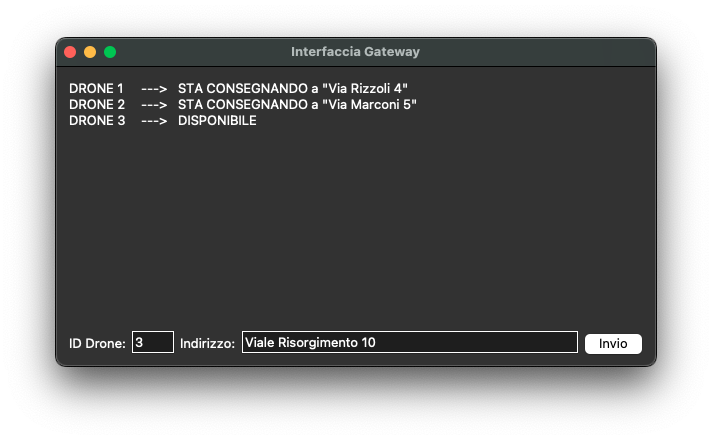 Interfaccia Gateway
DRONE 1 ---> STA CONSEGNANDO a "Via Rizzoli 4"
DRONE 2 ---> STA CONSEGNANDO a "Via Marconi 5"
DRONE 3 ---> DISPONIBILE
ID Drone: 3 Indirizzo: Viale Risorgimento 10 Invio